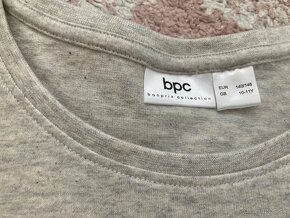 bpc
bonprix collection
EUR 140/146
GB 10-11Y